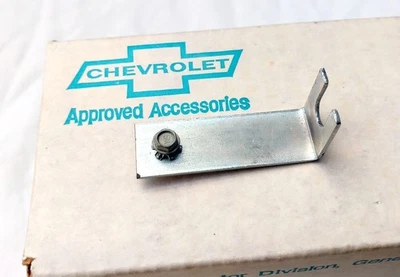 CHEVROLET
Approved Accessories
Division, Gene